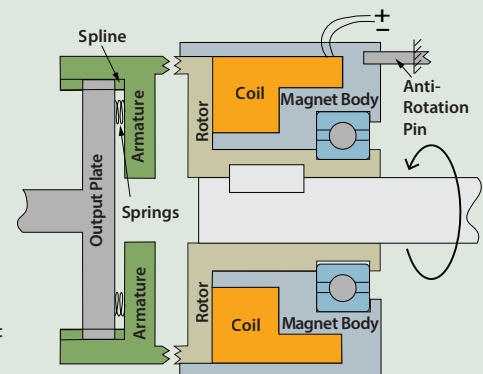 +
−
Spline
Coil
Magnet Body
Anti-
Rotation
Pin
Armature
Rotor
Output Plate
Springs
Armature
Rotor
Coil
Magnet Body
t